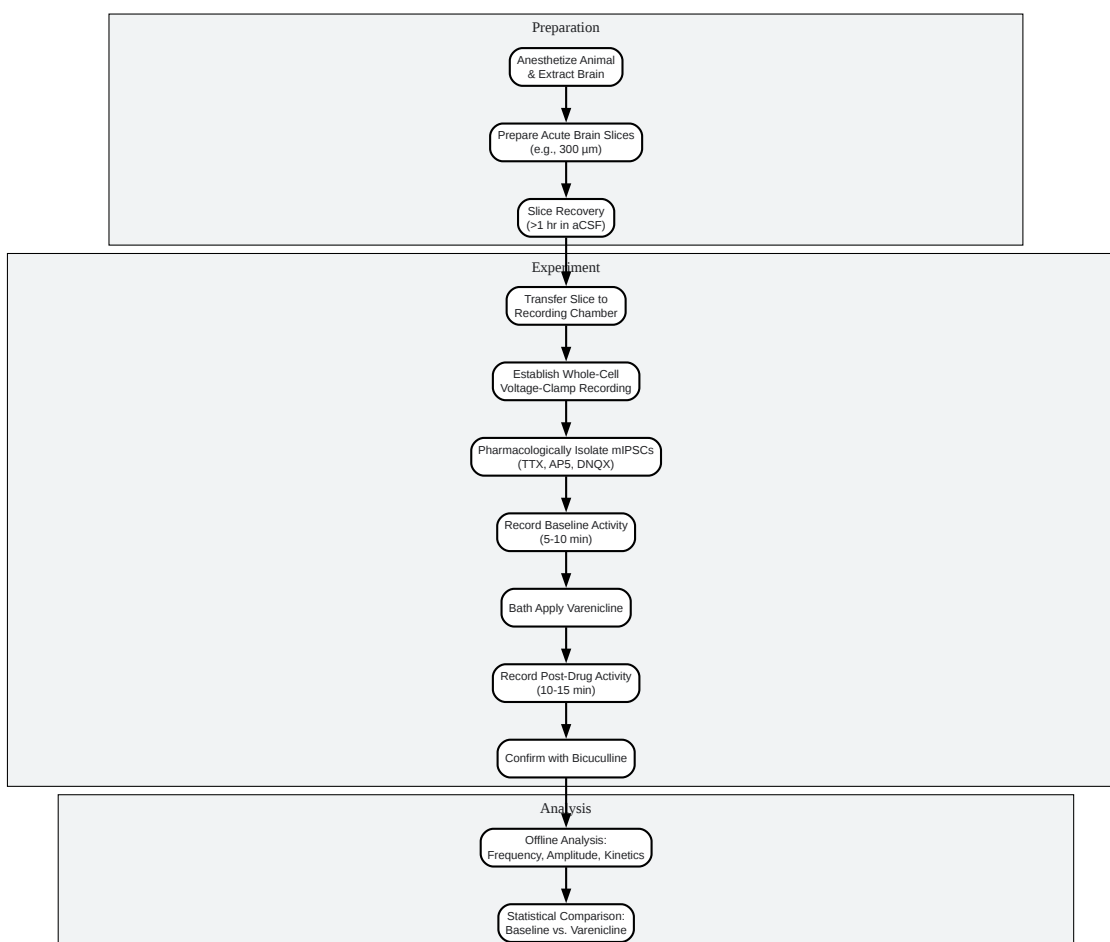 Preparation
Anesthetize Animal
& Extract Brain
Prepare Acute Brain Slices
(e.g., 300 µm)
Slice Recovery
(>1 hr in aCSF)
Experiment
Transfer Slice to
Recording Chamber
Establish Whole-Cell
Voltage-Clamp Recording
Pharmacologically Isolate mIPSCs
(TTX, AP5, DNQX)
Record Baseline Activity
(5-10 min)
Bath Apply Varenicline
Record Post-Drug Activity
(10-15 min)
Confirm with Bicuculline
Analysis
Offline Analysis:
Frequency, Amplitude, Kinetics
Statistical Comparison:
Baseline vs. Varenicline